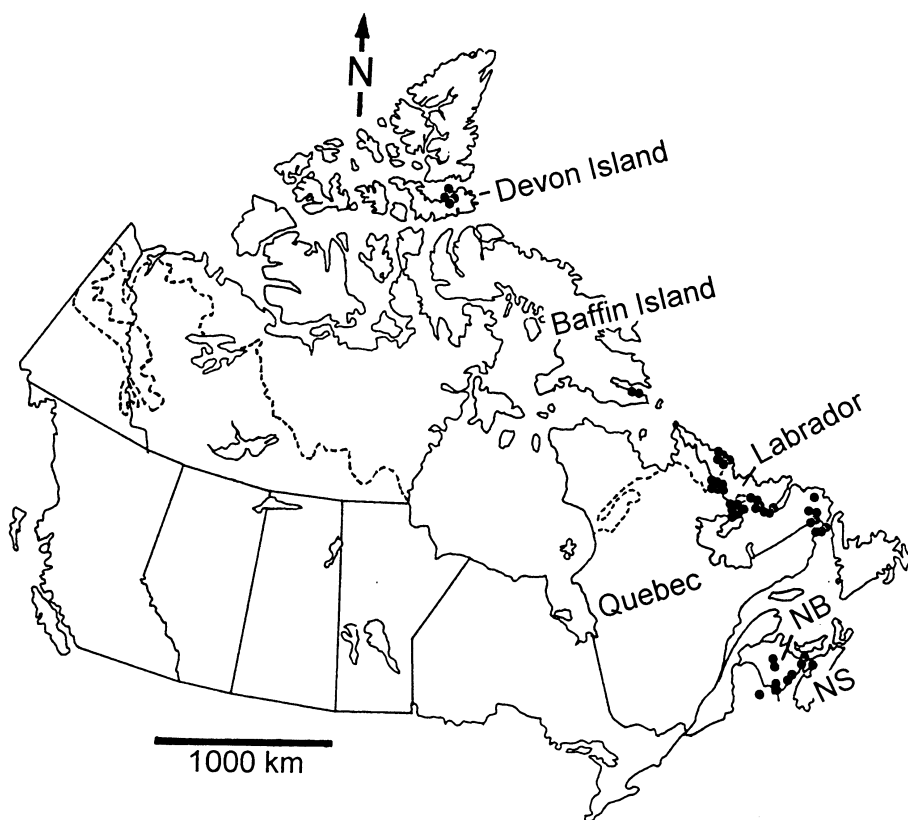 N
Devon Island
Baffin Island
Labrador
Quebec
NB
NS
1000 km